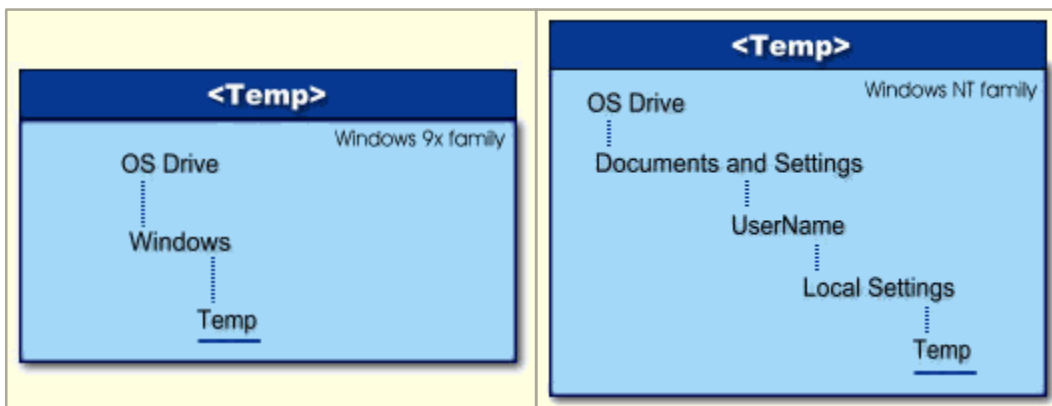 <Temp>
Windows 9x family
OS Drive
Windows
Temp
<Temp>
Windows NT family
OS Drive
Documents and Settings
UserName
Local Settings
Temp